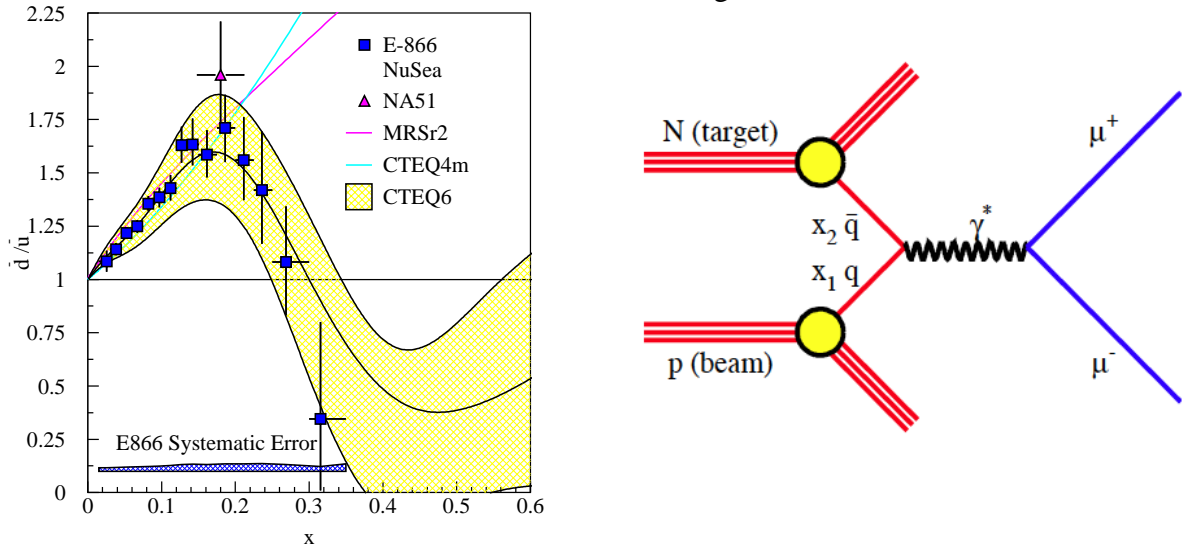 2.25
2
1.75
1.5
1.25
1
0.75
0.5
0.25
0
d̄/ū
E-866
NuSea
NA51
MRSr2
CTEQ4m
CTEQ6
E866 Systematic Error
0 0.1 0.2 0.3 0.4 0.5 0.6
x
N (target)
x₂ q̄
x₁ q
p (beam)
γ*
μ⁺
μ⁻